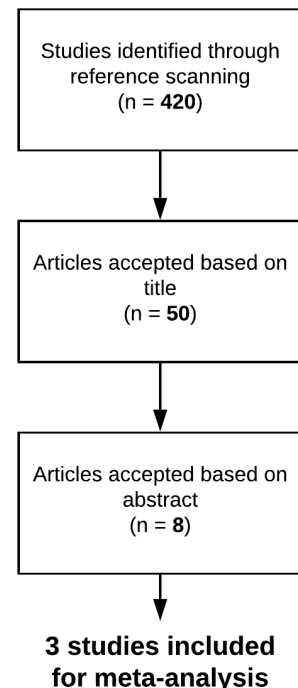 Studies identified through
reference scanning
(n = 420)
Articles accepted based on
title
(n = 50)
Articles accepted based on
abstract
(n = 8)
3 studies included
for meta-analysis